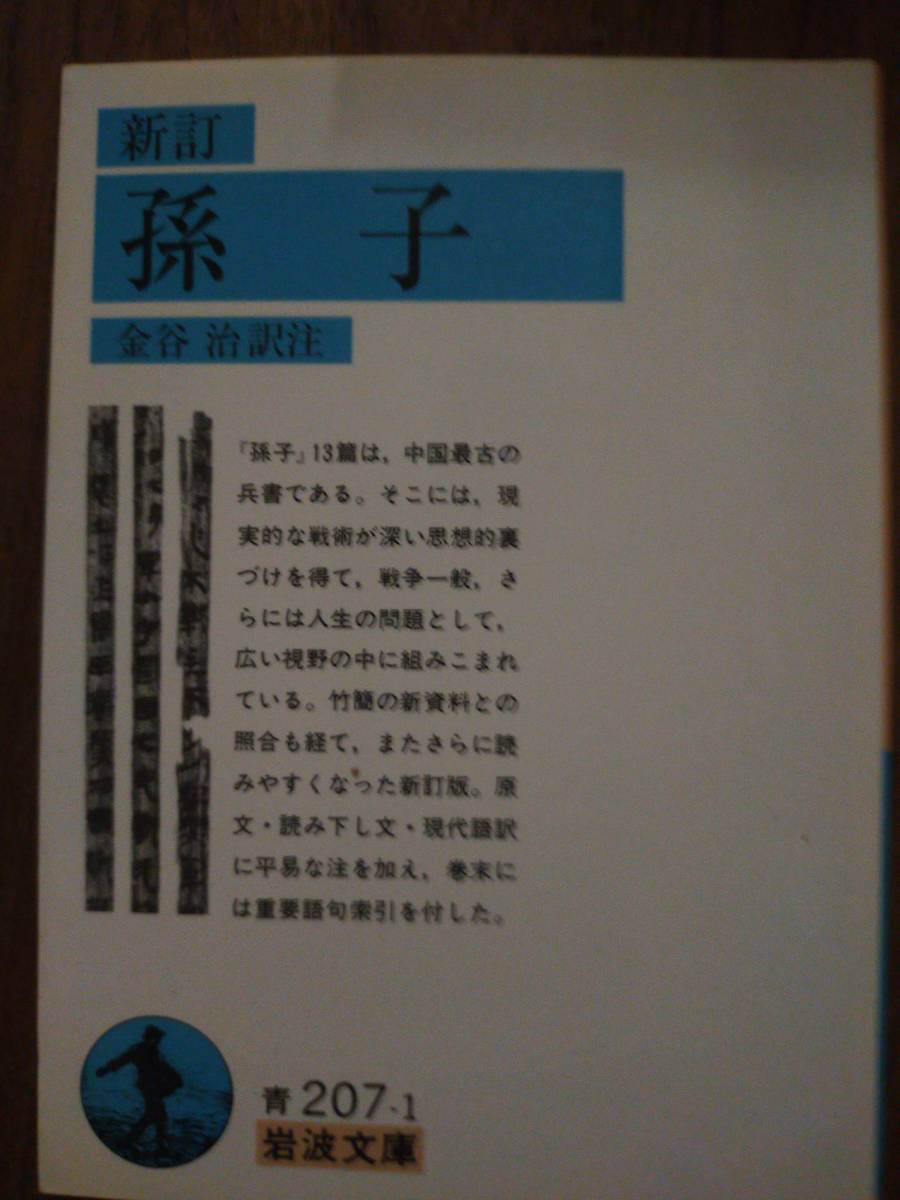 新訂
孫 子
金谷 治訳注
『孫子』13篇は，中国最古の
兵書である。そこには，現
実的な戦術が深い思想的裏
づけを得て，戦争一般，さ
らには人生の問題として，
広い視野の中に組みこまれ
ている。竹簡の新資料との
照合も経て，またさらに読
みやすくなった新訂版。原
文・読み下し文・現代語訳
に平易な注を加え，巻末に
は重要語句索引を付した。
青 207-1
岩波文庫